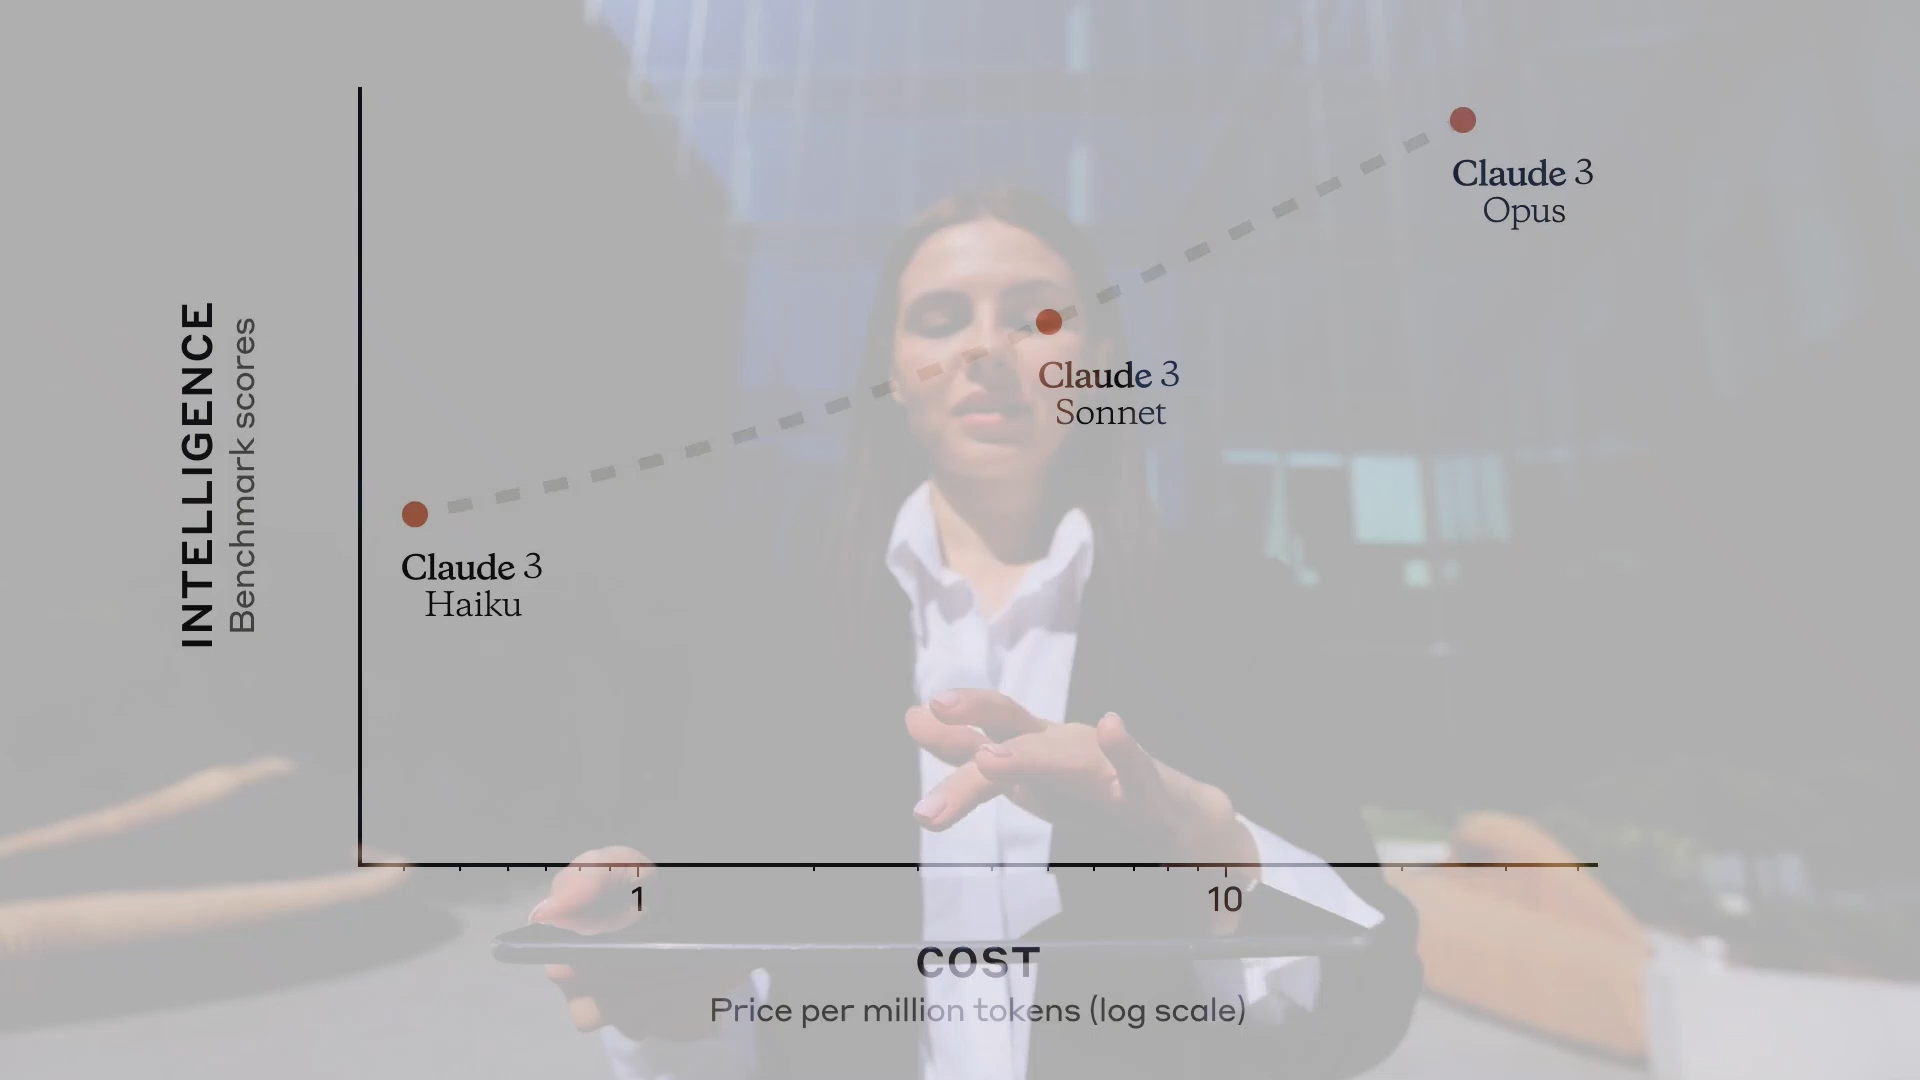 INTELLIGENCE
Benchmark scores
Claude 3
Opus
Claude 3
Sonnet
Claude 3
Haiku
1
10
COST
Price per million tokens (log scale)